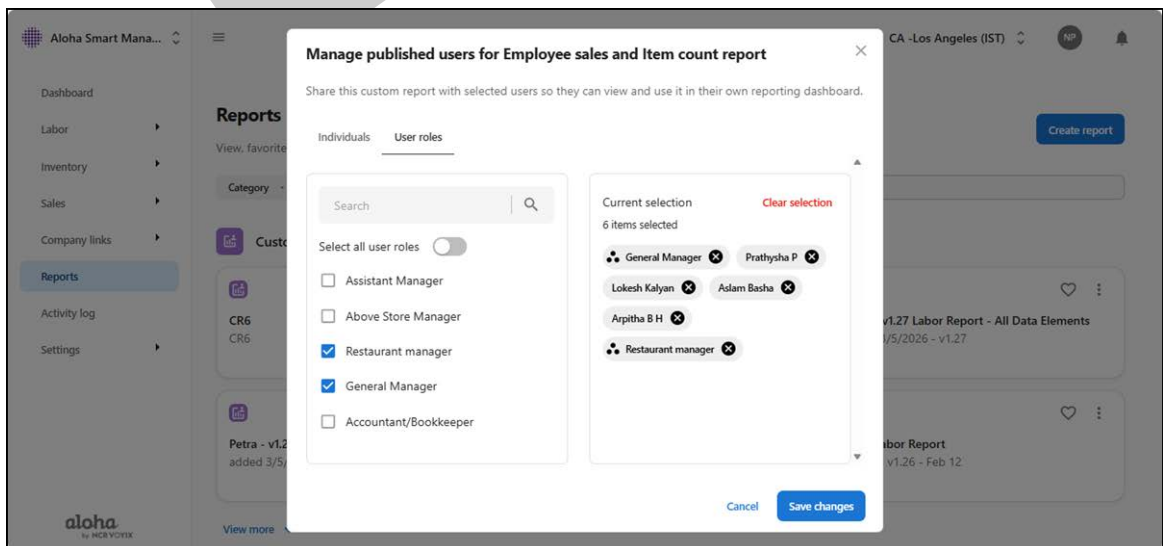 Aloha Smart Mana...
CA -Los Angeles (IST)
NP
Dashboard
Labor
Inventory
Sales
Company links
Reports
Activity log
Settings
aloha
by NCR VOYIX
Reports
View, favorite
Category
Create report
Custo
CR6
CR6
Petra - v1.2
added 3/5/
View more
v1.27 Labor Report - All Data Elements
/5/2026 - v1.27
abor Report
v1.26 - Feb 12
Manage published users for Employee sales and Item count report
Share this custom report with selected users so they can view and use it in their own reporting dashboard.
Individuals
User roles
Search
Select all user roles
Assistant Manager
Above Store Manager
Restaurant manager
General Manager
Accountant/Bookkeeper
Current selection
Clear selection
6 items selected
General Manager
Prathysha P
Lokesh Kalyan
Aslam Basha
Arpitha B H
Restaurant manager
Cancel
Save changes